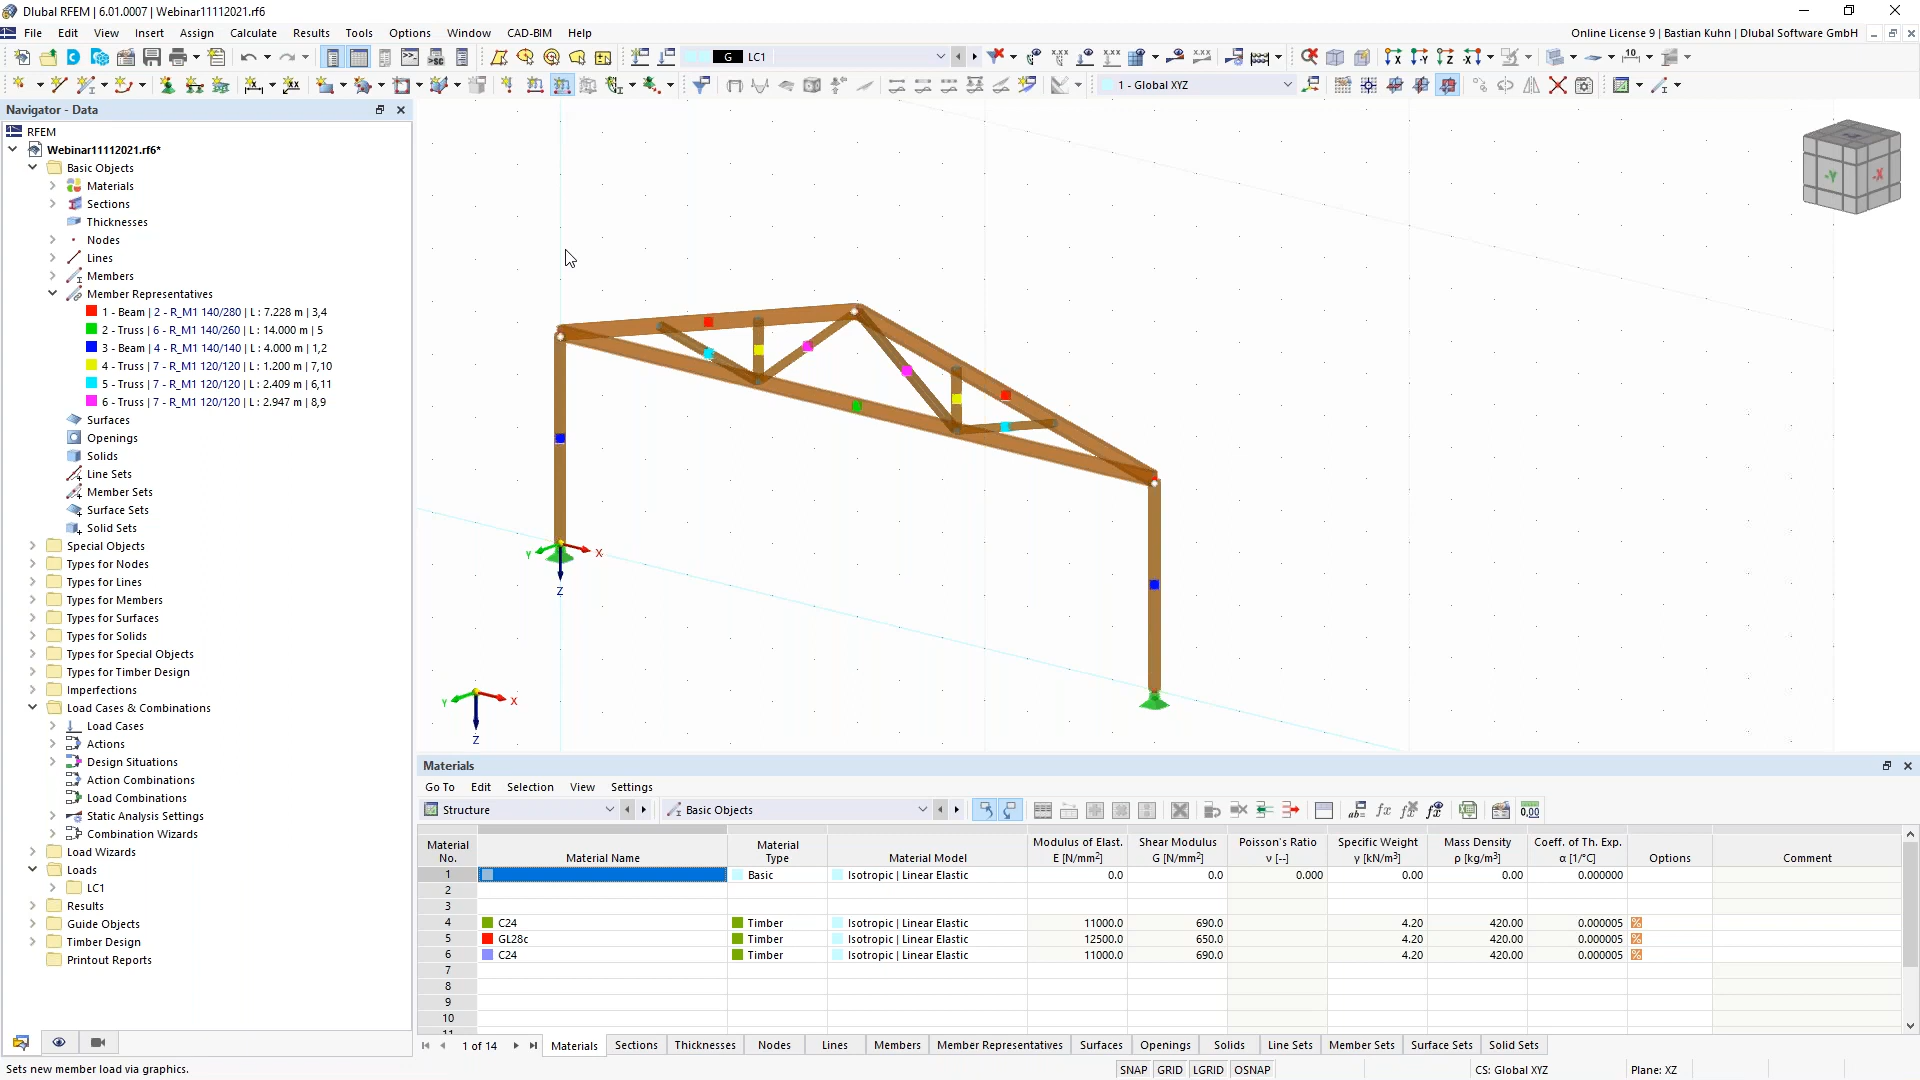 Dlubal RFEM | 6.01.0007 | Webinar11112021.rf6
File Edit View Insert Assign Calculate Results Tools Options Window CAD-BIM Help
Online License 9 | Bastian Kuhn | Dlubal Software GmbH
G LC1
1 - Global XYZ
Navigator - Data
RFEM
Webinar11112021.rf6*
Basic Objects
Materials
Sections
Thicknesses
Nodes
Lines
Members
Member Representatives
1 - Beam | 2 - R_M1 140/280 | L : 7.228 m | 3,4
2 - Truss | 6 - R_M1 140/260 | L : 14.000 m | 5
3 - Beam | 4 - R_M1 140/140 | L : 4.000 m | 1,2
4 - Truss | 7 - R_M1 120/120 | L : 1.200 m | 7,10
5 - Truss | 7 - R_M1 120/120 | L : 2.409 m | 6,11
6 - Truss | 7 - R_M1 120/120 | L : 2.947 m | 8,9
Surfaces
Openings
Solids
Line Sets
Member Sets
Surface Sets
Solid Sets
Special Objects
Types for Nodes
Types for Lines
Types for Members
Types for Surfaces
Types for Solids
Types for Special Objects
Types for Timber Design
Imperfections
Load Cases & Combinations
Load Cases
Actions
Design Situations
Action Combinations
Load Combinations
Static Analysis Settings
Combination Wizards
Load Wizards
Loads
LC1
Results
Guide Objects
Timber Design
Printout Reports
-Y -X
Y X
Z
Y X
Z
Materials
Go To Edit Selection View Settings
Structure Basic Objects
Material No. Material Name Material Type Material Model Modulus of Elast. E [N/mm²] Shear Modulus G [N/mm²] Poisson's Ratio ν [--] Specific Weight γ [kN/m³] Mass Density ρ [kg/m³] Coeff. of Th. Exp. α [1/°C] Options Comment
1 Basic Isotropic | Linear Elastic 0.0 0.0 0.000 0.00 0.00 0.000000
2
3
4 C24 Timber Isotropic | Linear Elastic 11000.0 690.0 4.20 420.00 0.000005
5 GL28c Timber Isotropic | Linear Elastic 12500.0 650.0 4.20 420.00 0.000005
6 C24 Timber Isotropic | Linear Elastic 11000.0 690.0 4.20 420.00 0.000005
7
8
9
10
11
1 of 14 Materials Sections Thicknesses Nodes Lines Members Member Representatives Surfaces Openings Solids Line Sets Member Sets Surface Sets Solid Sets
Sets new member load via graphics.
SNAP GRID LGRID OSNAP
CS: Global XYZ Plane: XZ